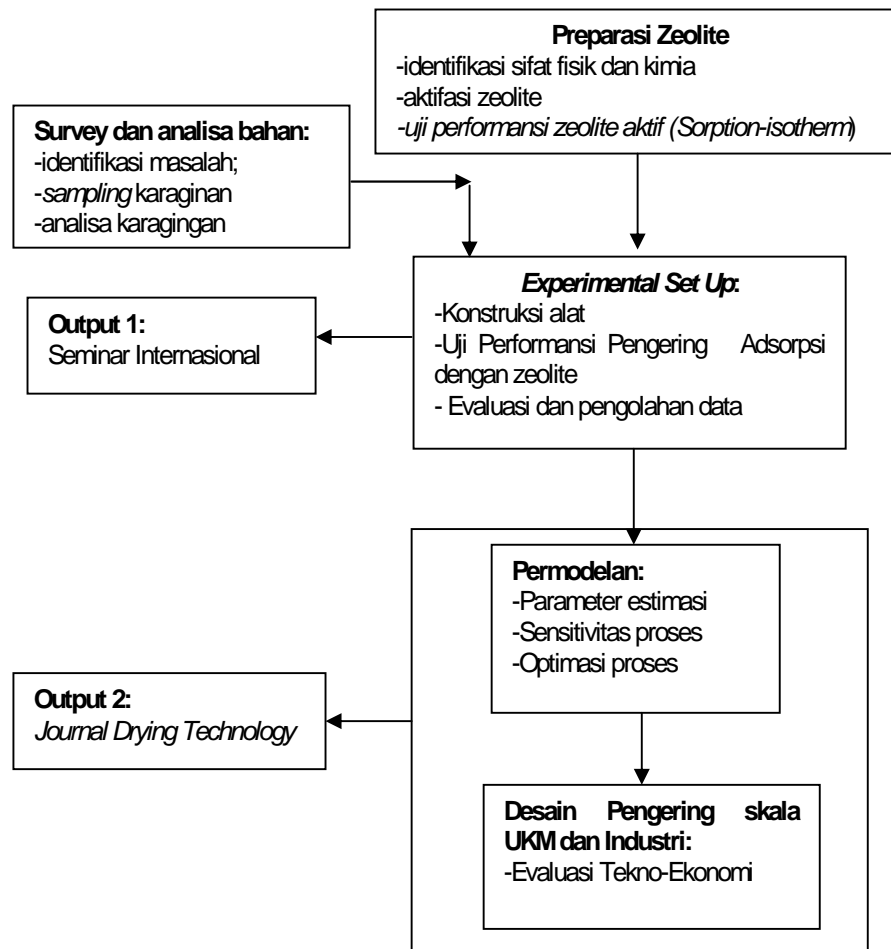 Preparasi Zeolite
-identifikasi sifat fisik dan kimia
-aktifasi zeolite
-uji performansi zeolite aktif (Sorption-isotherm)
Survey dan analisa bahan:
-identifikasi masalah;
-sampling karaginan
-analisa karagingan
Experimental Set Up:
-Konstruksi alat
-Uji Performansi Pengering Adsorpsi
dengan zeolite
- Evaluasi dan pengolahan data
Output 1:
Seminar Internasional
Permodelan:
-Parameter estimasi
-Sensitivitas proses
-Optimasi proses
Output 2:
Journal Drying Technology
Desain Pengering skala
UKM dan Industri:
-Evaluasi Tekno-Ekonomi